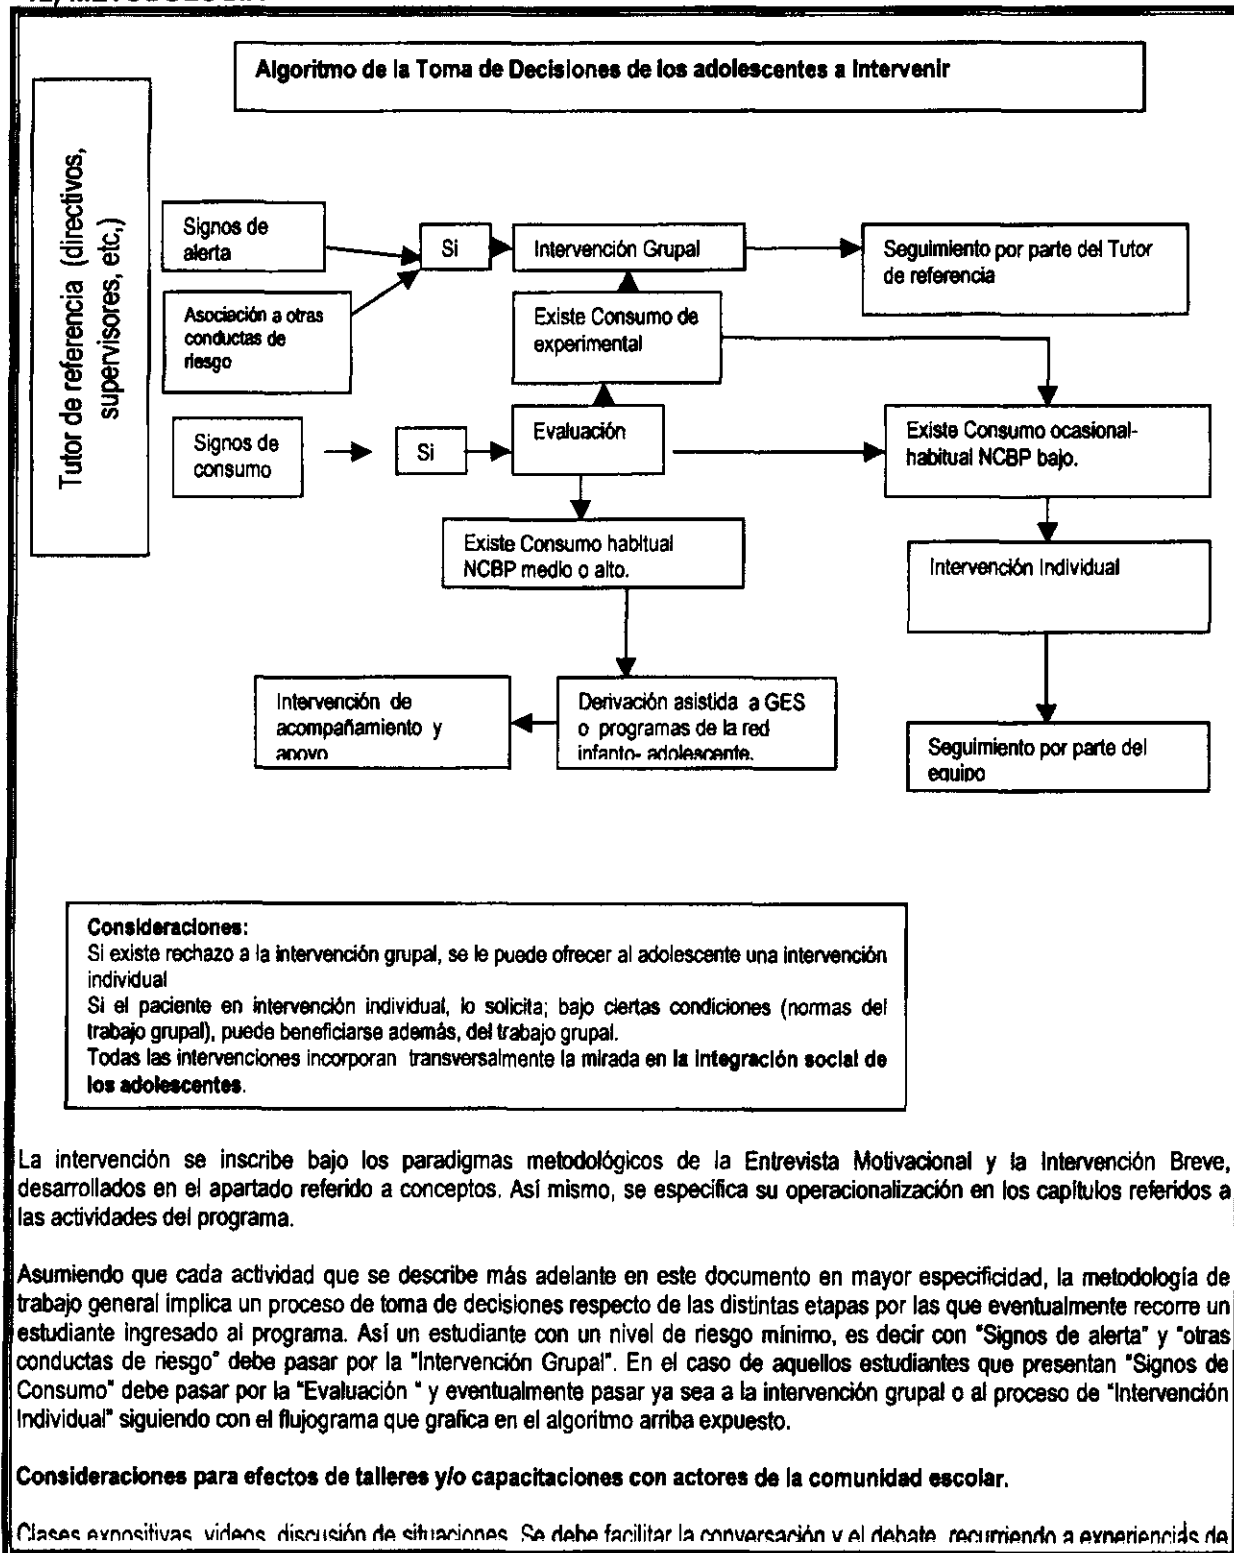 Algoritmo de la Toma de Decisiones de los adolescentes a Intervenir
Tutor de referencia (directivos,
supervisores, etc,)
Signos de
alerta
Si
Intervención Grupal
Seguimiento por parte del Tutor
de referencia
Asociación a otras
conductas de
riesgo
Existe Consumo de
experimental
Signos de
consumo
Si
Evaluación
Existe Consumo ocasional-
habitual NCBP bajo.
Existe Consumo habitual
NCBP medio o alto.
Intervención Individual
Intervención de
acompañamiento y
apoyo
Derivación asistida a GES
o programas de la red
infanto- adolescente.
Seguimiento por parte del
equipo
Consideraciones:
Si existe rechazo a la intervención grupal, se le puede ofrecer al adolescente una intervención
individual
Si el paciente en intervención individual, lo solicita; bajo ciertas condiciones (normas del
trabajo grupal), puede beneficiarse además, del trabajo grupal.
Todas las intervenciones incorporan transversalmente la mirada en la integración social de
los adolescentes.
La intervención se inscribe bajo los paradigmas metodológicos de la Entrevista Motivacional y la Intervención Breve,
desarrollados en el apartado referido a conceptos. Así mismo, se especifica su operacionalización en los capítulos referidos a
las actividades del programa.
Asumiendo que cada actividad que se describe más adelante en este documento en mayor especificidad, la metodología de
trabajo general implica un proceso de toma de decisiones respecto de las distintas etapas por las que eventualmente recorre un
estudiante ingresado al programa. Así un estudiante con un nivel de riesgo mínimo, es decir con "Signos de alerta" y "otras
conductas de riesgo" debe pasar por la "Intervención Grupal". En el caso de aquellos estudiantes que presentan "Signos de
Consumo" debe pasar por la "Evaluación " y eventualmente pasar ya sea a la intervención grupal o al proceso de "Intervención
Individual" siguiendo con el flujograma que grafica en el algoritmo arriba expuesto.
Consideraciones para efectos de talleres y/o capacitaciones con actores de la comunidad escolar.
Clases expositivas, videos, discusión de situaciones. Se debe facilitar la conversación y el debate, recurriendo a experiencias de